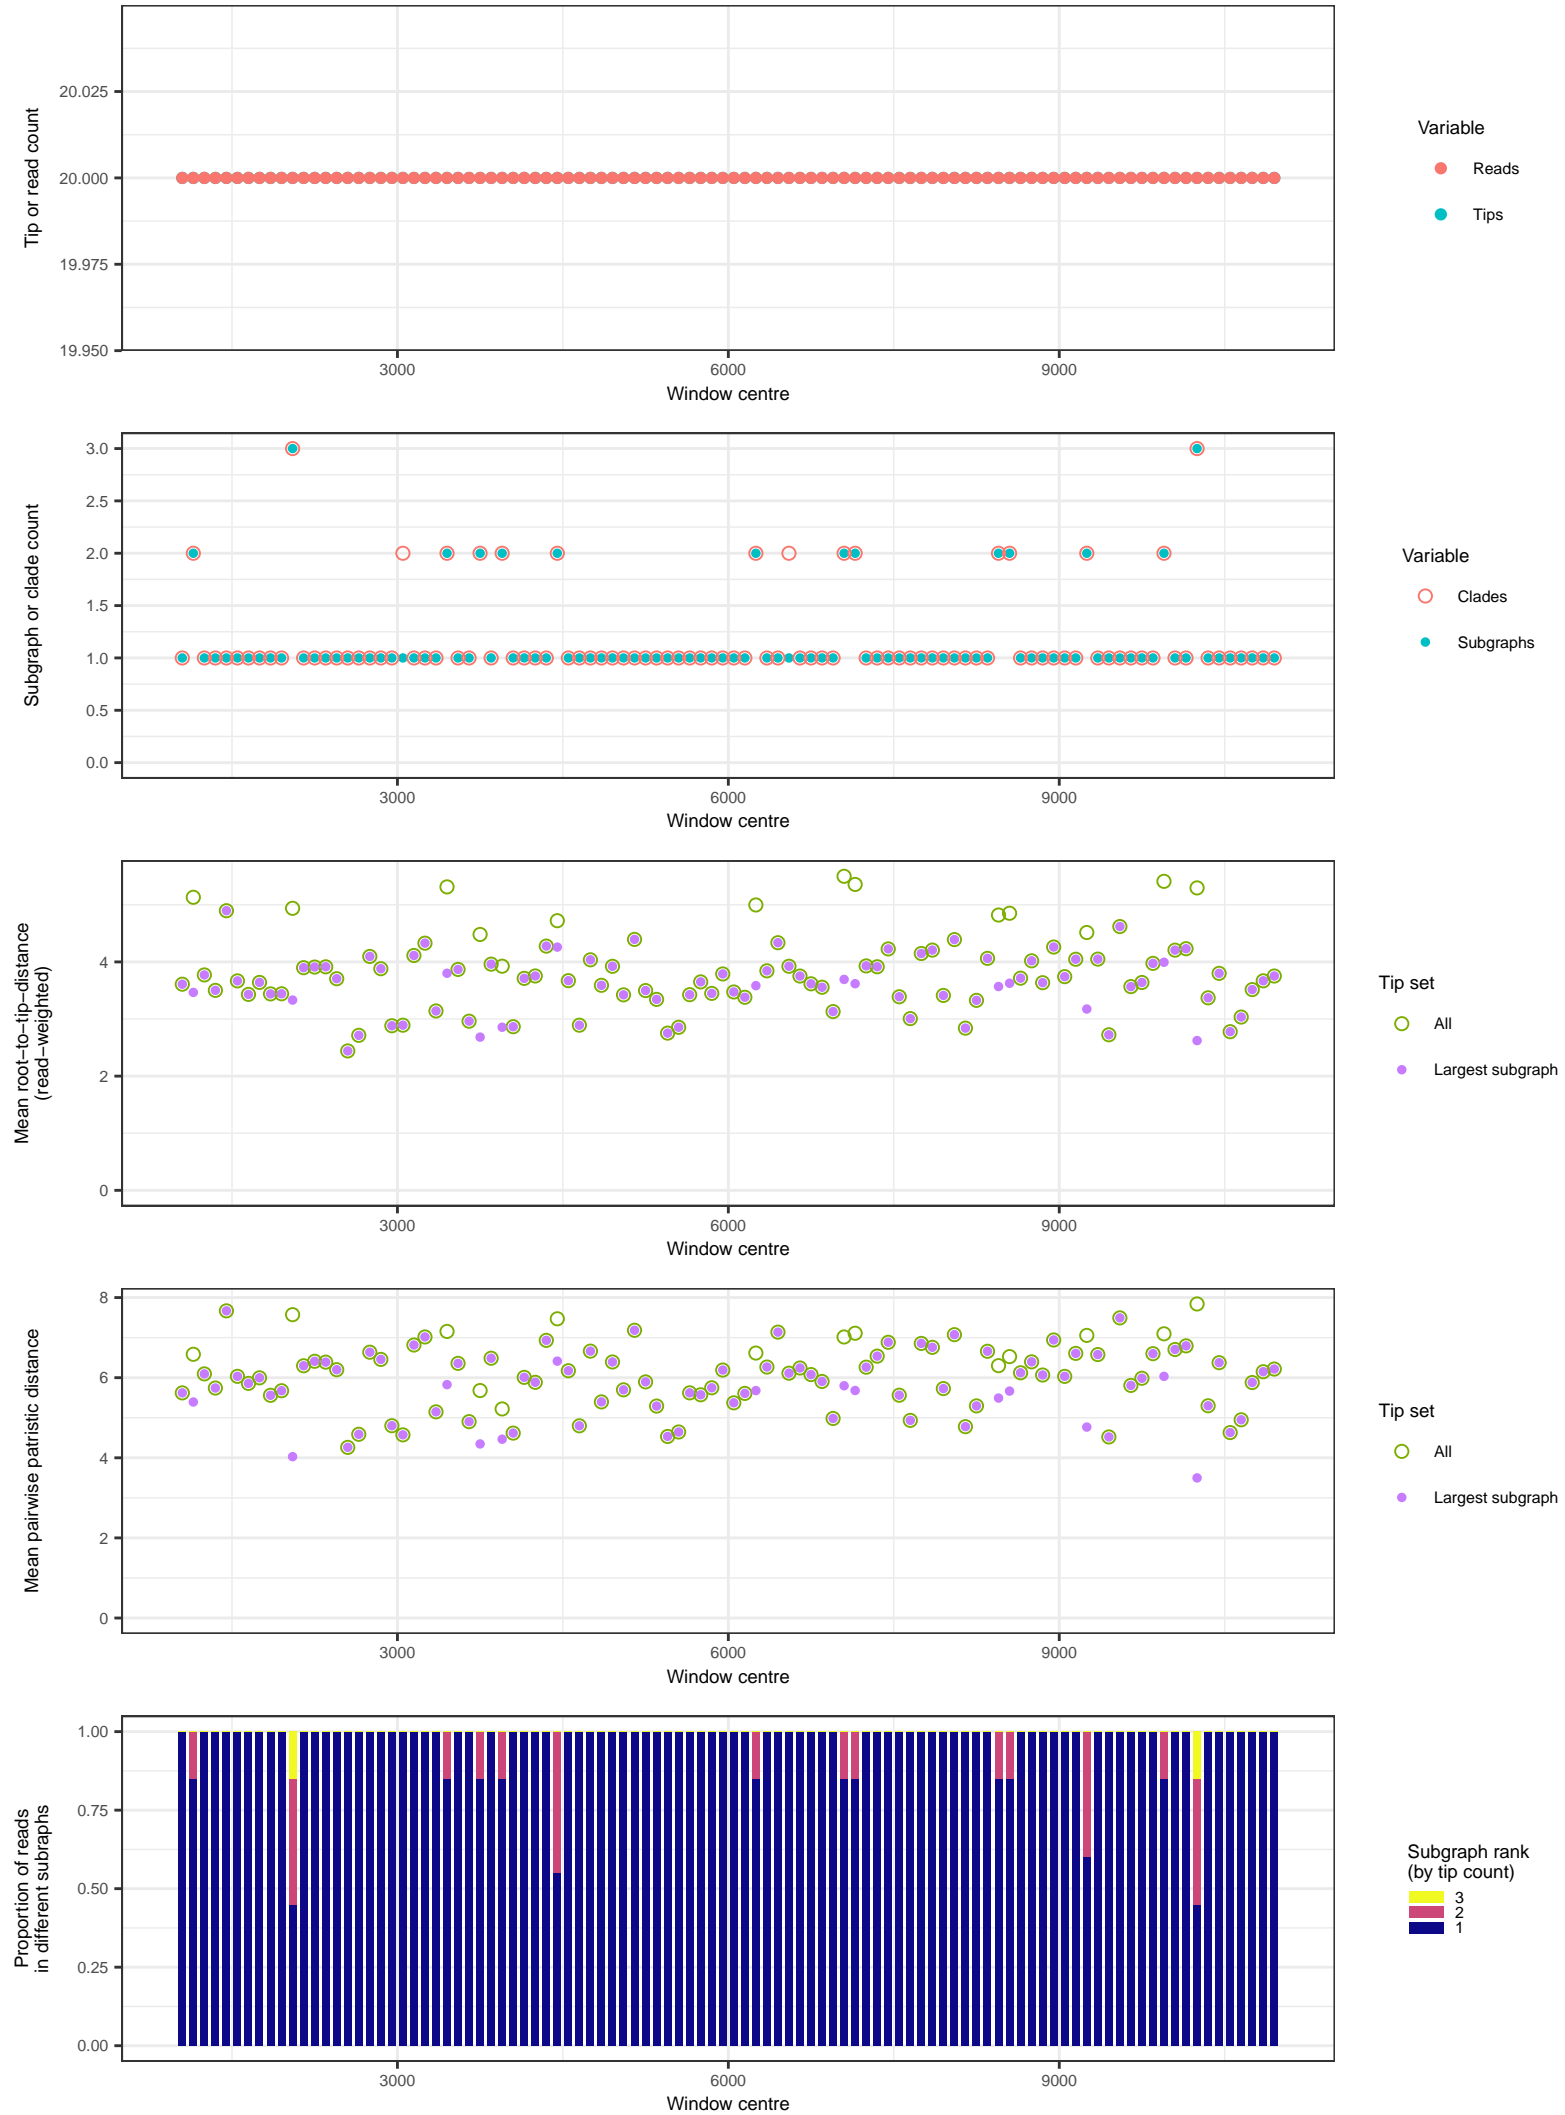 20.025
20.000
19.975
19.950
Tip or read count
3000 6000 9000
Window centre
Variable
Reads
Tips
3.0
2.5
2.0
1.5
1.0
0.5
0.0
Subgraph or clade count
3000 6000 9000
Window centre
Variable
Clades
Subgraphs
4
2
0
Mean root−to−tip−distance
(read−weighted)
3000 6000 9000
Window centre
Tip set
All
Largest subgraph
8
6
4
2
0
Mean pairwise patristic distance
3000 6000 9000
Window centre
Tip set
All
Largest subgraph
1.00
0.75
0.50
0.25
0.00
Proportion of reads
in different subraphs
3000 6000 9000
Window centre
Subgraph rank
(by tip count)
3
2
1